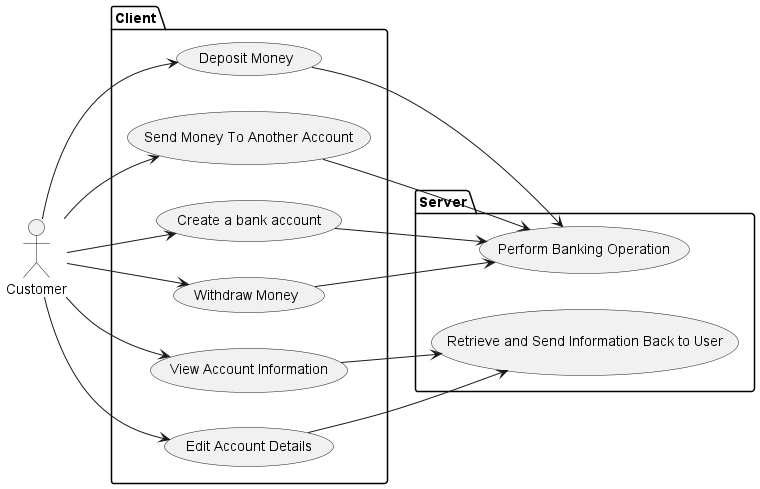 Client
Deposit Money
Send Money To Another Account
Server
Create a bank account
Perform Banking Operation
Customer
Withdraw Money
Retrieve and Send Information Back to User
View Account Information
Edit Account Details